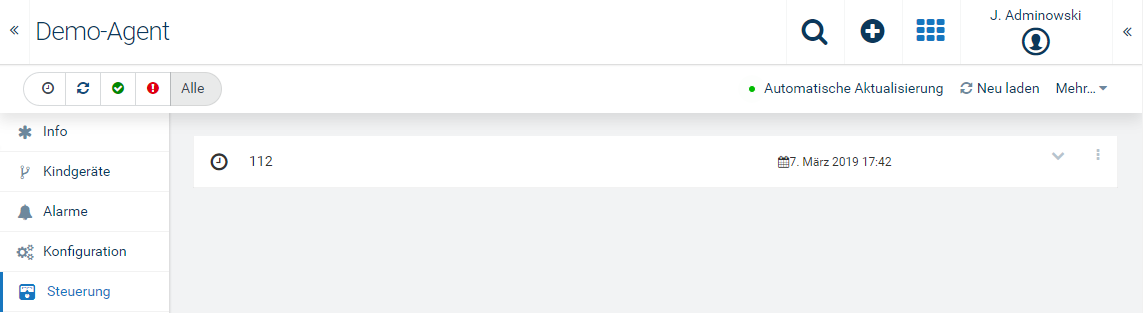 Demo-Agent
J. Adminowski
Alle
Automatische Aktualisierung
Neu laden
Mehr...
Info
Kindgeräte
Alarme
Konfiguration
Steuerung
112
7. März 2019 17:42